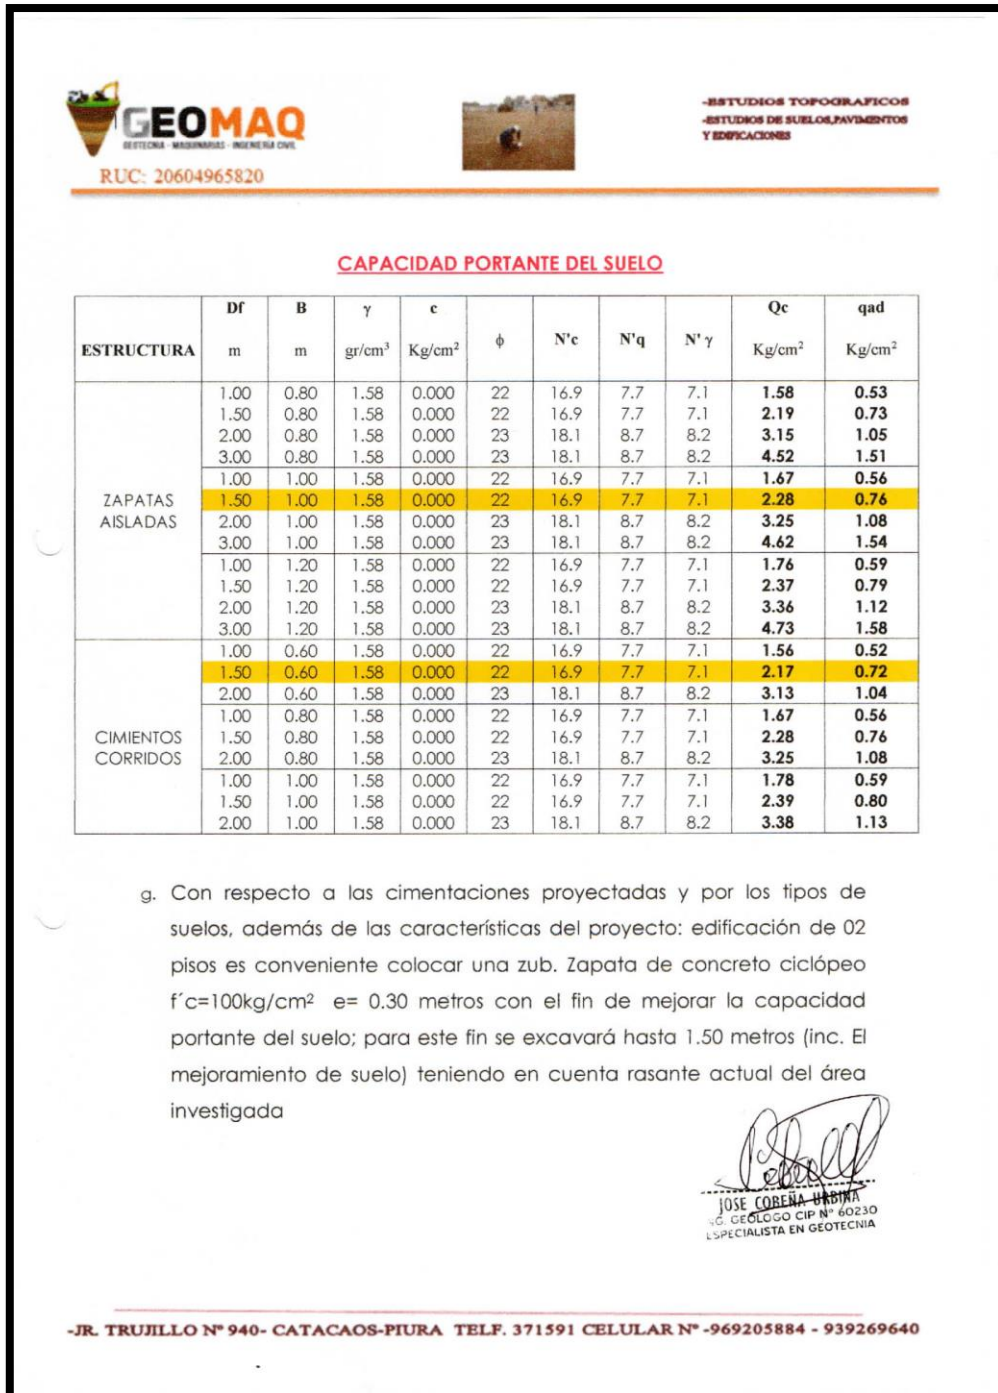 GEOMAQ
GEOTECNIA - MAQUINARIAS - INGENIERÍA CIVIL
RUC: 20604965820
-ESTUDIOS TOPOGRAFICOS
-ESTUDIOS DE SUELOS,PAVIMENTOS
Y EDIFICACIONES
CAPACIDAD PORTANTE DEL SUELO
ESTRUCTURA Df m B m γ gr/cm³ c Kg/cm² ϕ N'c N'q N' γ Qc Kg/cm² qad Kg/cm²
ZAPATAS AISLADAS
1.00 0.80 1.58 0.000 22 16.9 7.7 7.1 1.58 0.53
1.50 0.80 1.58 0.000 22 16.9 7.7 7.1 2.19 0.73
2.00 0.80 1.58 0.000 23 18.1 8.7 8.2 3.15 1.05
3.00 0.80 1.58 0.000 23 18.1 8.7 8.2 4.52 1.51
1.00 1.00 1.58 0.000 22 16.9 7.7 7.1 1.67 0.56
1.50 1.00 1.58 0.000 22 16.9 7.7 7.1 2.28 0.76
2.00 1.00 1.58 0.000 23 18.1 8.7 8.2 3.25 1.08
3.00 1.00 1.58 0.000 23 18.1 8.7 8.2 4.62 1.54
1.00 1.20 1.58 0.000 22 16.9 7.7 7.1 1.76 0.59
1.50 1.20 1.58 0.000 22 16.9 7.7 7.1 2.37 0.79
2.00 1.20 1.58 0.000 23 18.1 8.7 8.2 3.36 1.12
3.00 1.20 1.58 0.000 23 18.1 8.7 8.2 4.73 1.58
CIMIENTOS CORRIDOS
1.00 0.60 1.58 0.000 22 16.9 7.7 7.1 1.56 0.52
1.50 0.60 1.58 0.000 22 16.9 7.7 7.1 2.17 0.72
2.00 0.60 1.58 0.000 23 18.1 8.7 8.2 3.13 1.04
1.00 0.80 1.58 0.000 22 16.9 7.7 7.1 1.67 0.56
1.50 0.80 1.58 0.000 22 16.9 7.7 7.1 2.28 0.76
2.00 0.80 1.58 0.000 23 18.1 8.7 8.2 3.25 1.08
1.00 1.00 1.58 0.000 22 16.9 7.7 7.1 1.78 0.59
1.50 1.00 1.58 0.000 22 16.9 7.7 7.1 2.39 0.80
2.00 1.00 1.58 0.000 23 18.1 8.7 8.2 3.38 1.13
g. Con respecto a las cimentaciones proyectadas y por los tipos de
suelos, además de las características del proyecto: edificación de 02
pisos es conveniente colocar una zub. Zapata de concreto ciclópeo
f´c=100kg/cm² e= 0.30 metros con el fin de mejorar la capacidad
portante del suelo; para este fin se excavará hasta 1.50 metros (inc. El
mejoramiento de suelo) teniendo en cuenta rasante actual del área
investigada
JOSE COREÑA URBINA
GEÓLOGO CIP N° 60230
ESPECIALISTA EN GEOTECNIA
-JR. TRUJILLO Nº 940- CATACAOS-PIURA TELF. 371591 CELULAR Nº -969205884 - 939269640